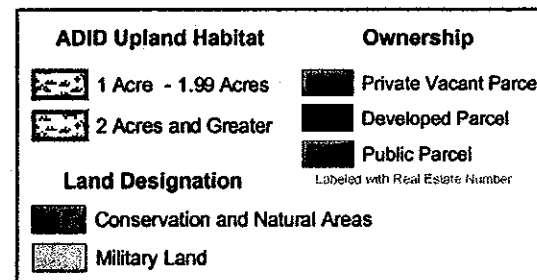 ADID Upland Habitat
1 Acre - 1.99 Acres
2 Acres and Greater
Land Designation
Conservation and Natural Areas
Military Land
Ownership
Private Vacant Parce
Developed Parcel
Public Parcel
Labeled with Real Estate Number